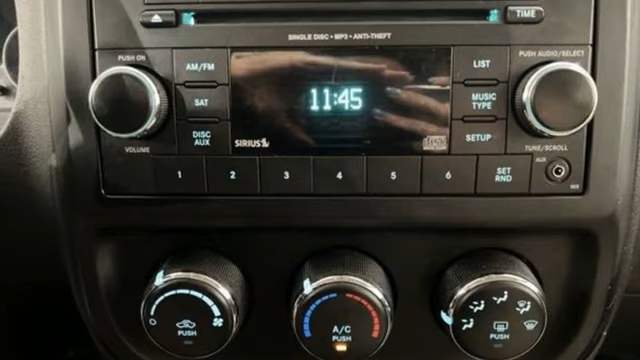 TIME
SINGLE DISC • MP3 • ANTI-THEFT
PUSH ON
PUSH AUDIO/SELECT
AM/FM
LIST
11:45
SAT
MUSIC TYPE
DISC AUX
SETUP
SIRIUS
VOLUME
TUNE/SCROLL
1 2 3 4 5 6
SET RND
AUX
PUSH
A/C
PUSH
PUSH